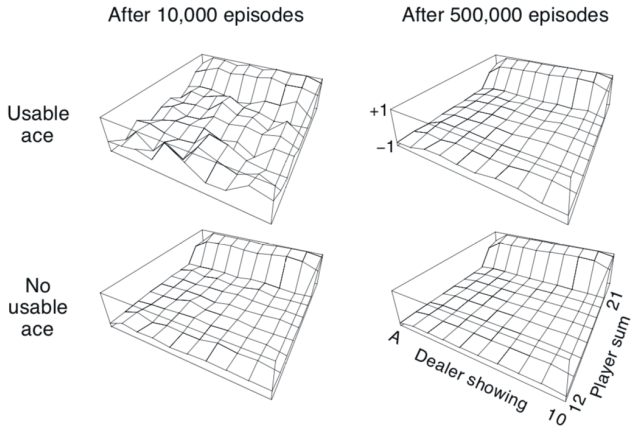 After 10,000 episodes
After 500,000 episodes
Usable
ace
+1
−1
No
usable
ace
A
Dealer showing
10
12
Player sum
21